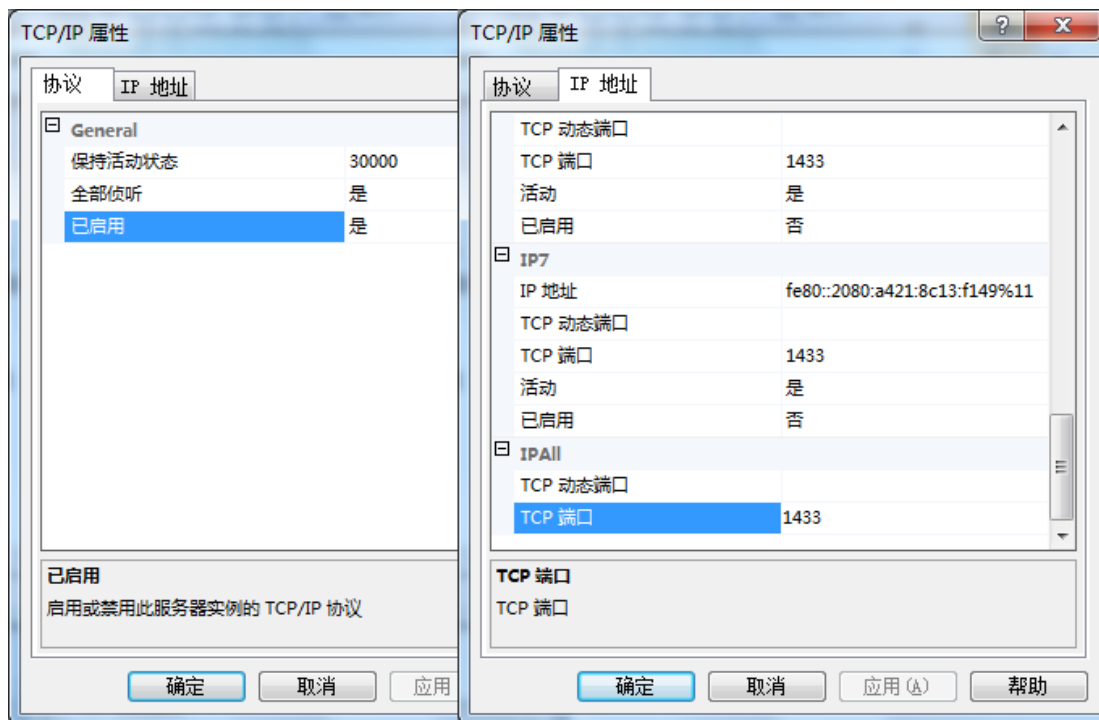 TCP/IP 属性
协议 IP 地址
General
保持活动状态 30000
全部侦听 是
已启用 是
已启用
启用或禁用此服务器实例的 TCP/IP 协议
确定 取消 应用
TCP/IP 属性
协议 IP 地址
TCP 动态端口
TCP 端口 1433
活动 是
已启用 否
IP7
IP 地址 fe80::2080:a421:8c13:f149%11
TCP 动态端口
TCP 端口 1433
活动 是
已启用 否
IPAll
TCP 动态端口
TCP 端口 1433
TCP 端口
TCP 端口
确定 取消 应用(A) 帮助